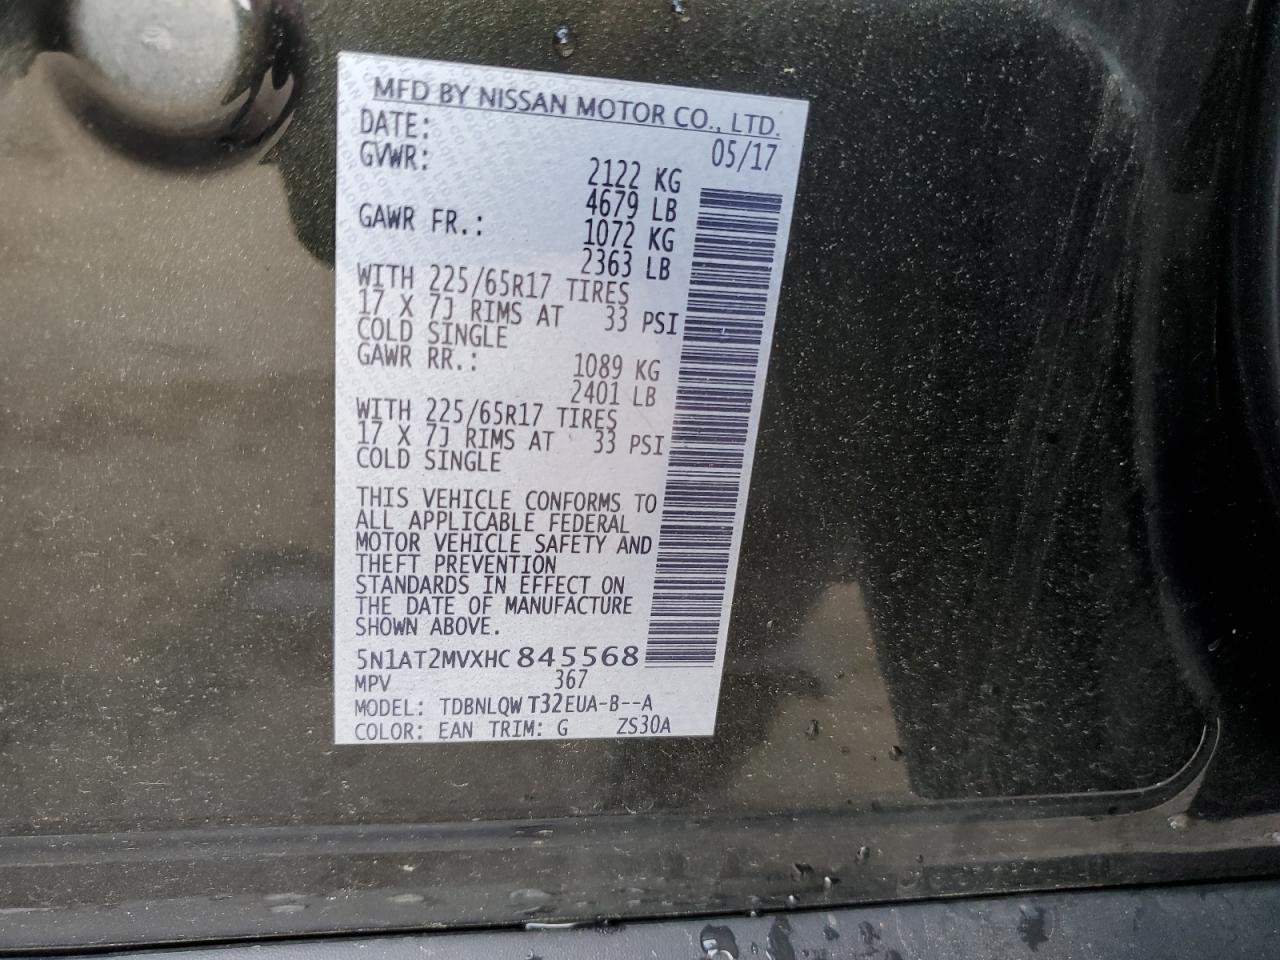 MFD BY NISSAN MOTOR CO., LTD.
DATE: 05/17
GVWR: 2122 KG
4679 LB
GAWR FR.: 1072 KG
2363 LB
WITH 225/65R17 TIRES
17 X 7J RIMS AT 33 PSI
COLD SINGLE
GAWR RR.: 1089 KG
2401 LB
WITH 225/65R17 TIRES
17 X 7J RIMS AT 33 PSI
COLD SINGLE
THIS VEHICLE CONFORMS TO
ALL APPLICABLE FEDERAL
MOTOR VEHICLE SAFETY AND
THEFT PREVENTION
STANDARDS IN EFFECT ON
THE DATE OF MANUFACTURE
SHOWN ABOVE.
5N1AT2MVXHC845568
MPV 367
MODEL: TDBNLQWT32EUA-B--A
COLOR: EAN TRIM: G ZS30A